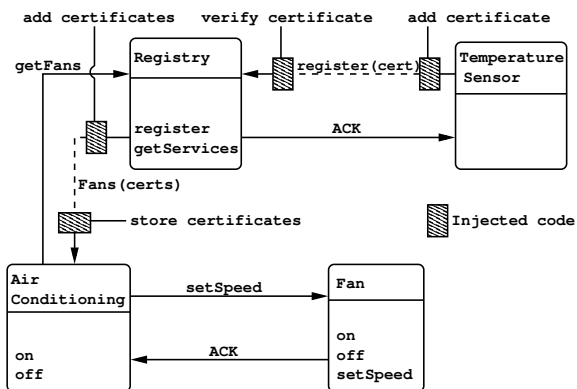 add certificates
verify certificate
add certificate
getFans
Registry
register(cert)
Temperature
Sensor
register
getServices
ACK
Fans(certs)
store certificates
Injected code
Air
Conditioning
setSpeed
Fan
on
off
ACK
on
off
setSpeed